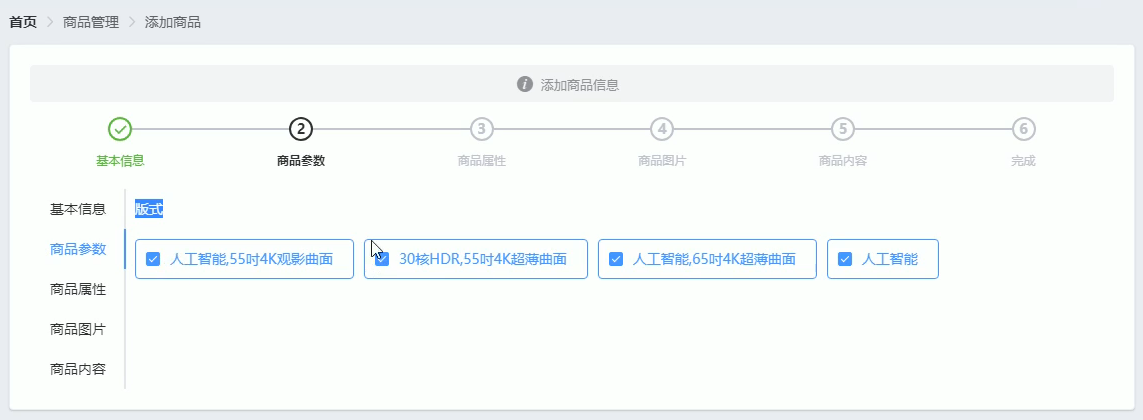 首页 > 商品管理 > 添加商品
i 添加商品信息
2 3 4 5 6
基本信息 商品参数 商品属性 商品图片 商品内容 完成
基本信息 版式
商品参数 人工智能,55吋4K观影曲面 30核HDR,55吋4K超薄曲面 人工智能,65吋4K超薄曲面 人工智能
商品属性
商品图片
商品内容